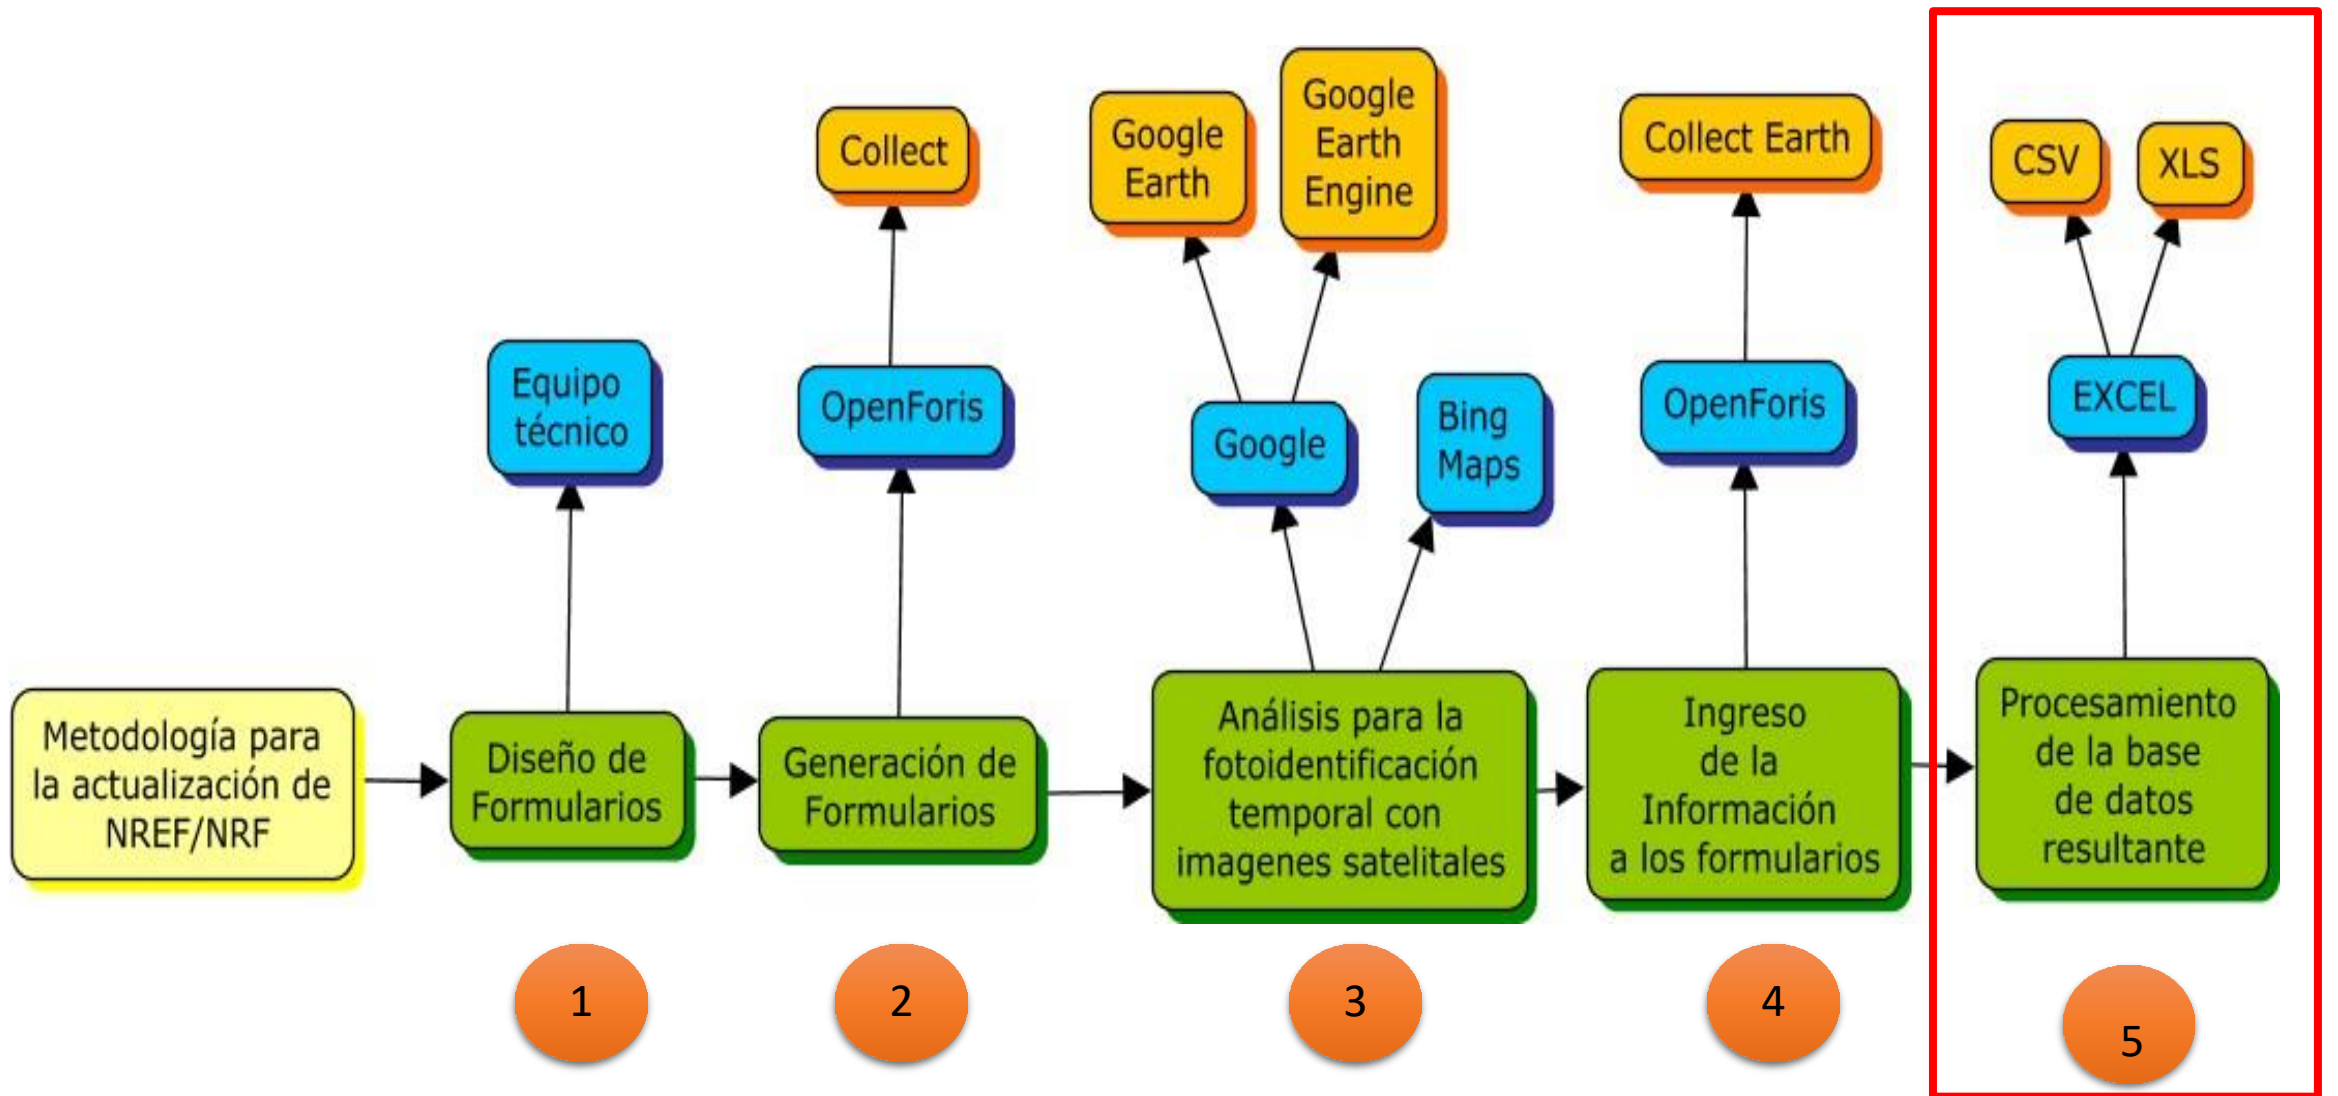 Collect
Google
Earth
Google
Earth
Engine
Collect Earth
CSV
XLS
Equipo
técnico
OpenForis
Google
Bing
Maps
OpenForis
EXCEL
Metodología para
la actualización de
NREF/NRF
Diseño de
Formularios
Generación de
Formularios
Análisis para la
fotoidentificación
temporal con
imagenes satelitales
Ingreso
de la
Información
a los formularios
Procesamiento
de la base
de datos
resultante
1
2
3
4
5